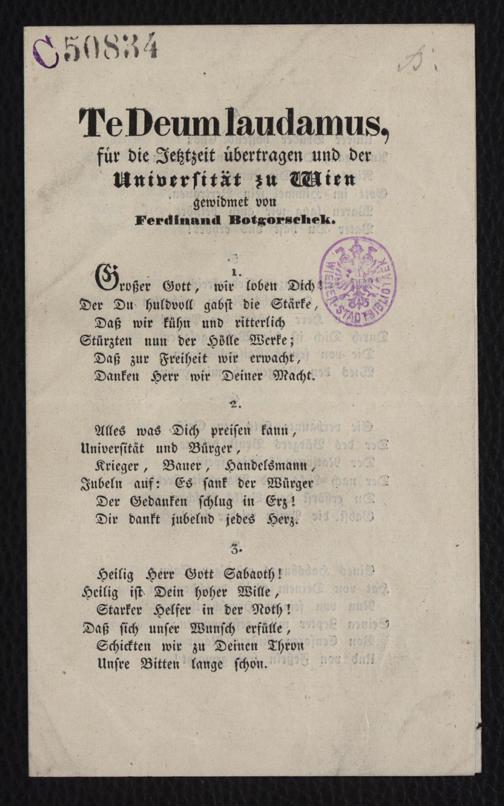 C 50834
B.
Te Deum laudamus,
für die Jetztzeit übertragen und der
Universität zu Wien
gewidmet von
Ferdinand Botgorschek.
WIENER-STADTBIBLIOTHEK
1.
Großer Gott, wir loben Dich!
Der Du huldvoll gabst die Stärke,
Daß wir kühn und ritterlich
Stürzten nun der Hölle Werke;
Daß zur Freiheit wir erwacht,
Danken Herr wir Deiner Macht.
2.
Alles was Dich preisen kann,
Universität und Bürger,
Krieger, Bauer, Handelsmann,
Jubeln auf: Es sank der Würger
Der Gedanken schlug in Erz!
Dir dankt jubelnd jedes Herz.
3.
Heilig Herr Gott Sabaoth!
Heilig ist Dein hoher Wille,
Starker Helfer in der Noth!
Daß sich unser Wunsch erfülle,
Schickten wir zu Deinen Thron
Unsre Bitten lange schon.